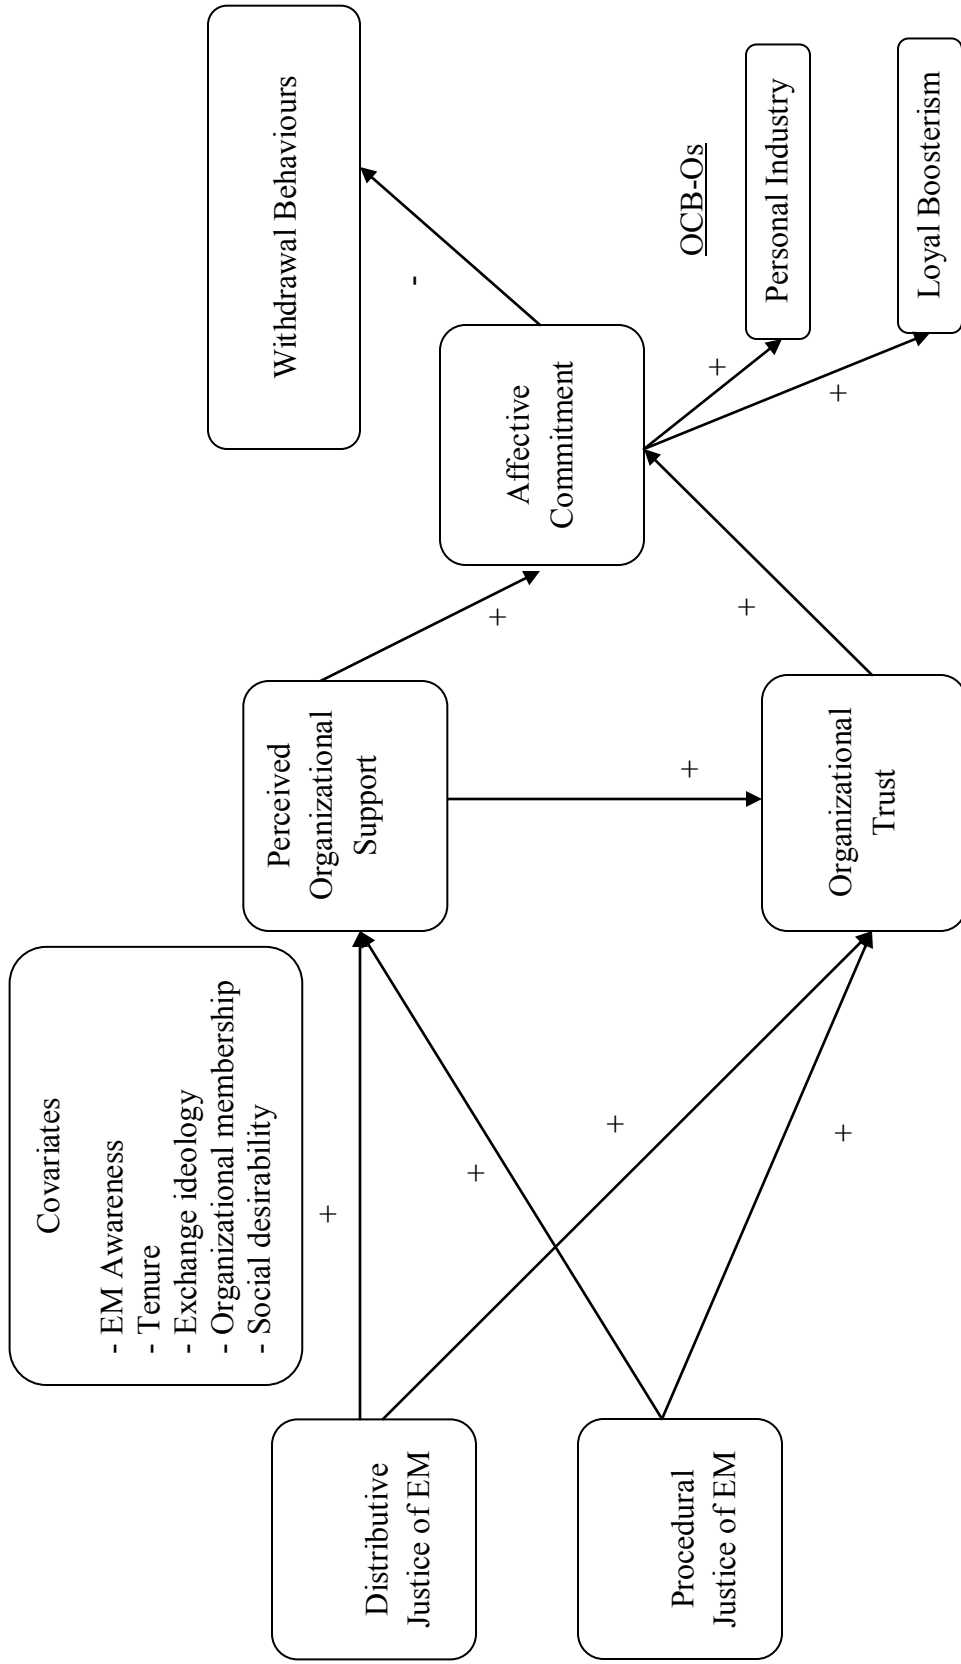 Covariates
- EM Awareness
- Tenure
- Exchange ideology
- Organizational membership
- Social desirability
Distributive
Justice of EM
Procedural
Justice of EM
+
+
+
+
Perceived
Organizational
Support
+
Organizational
Trust
+
+
Affective
Commitment
-
Withdrawal Behaviours
OCB-Os
+
Personal Industry
+
Loyal Boosterism